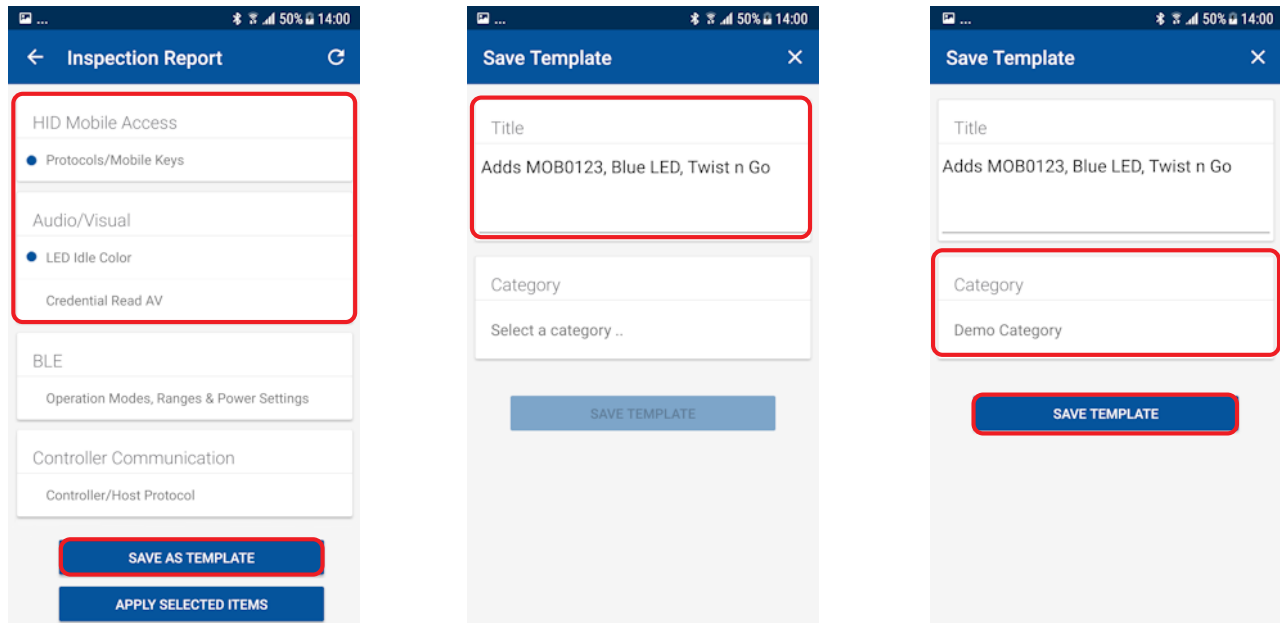 ... 50% 14:00
Inspection Report
HID Mobile Access
Protocols/Mobile Keys
Audio/Visual
LED Idle Color
Credential Read AV
BLE
Operation Modes, Ranges & Power Settings
Controller Communication
Controller/Host Protocol
SAVE AS TEMPLATE
APPLY SELECTED ITEMS
... 50% 14:00
Save Template
Title
Adds MOB0123, Blue LED, Twist n Go
Category
Select a category ..
SAVE TEMPLATE
... 50% 14:00
Save Template
Title
Adds MOB0123, Blue LED, Twist n Go
Category
Demo Category
SAVE TEMPLATE